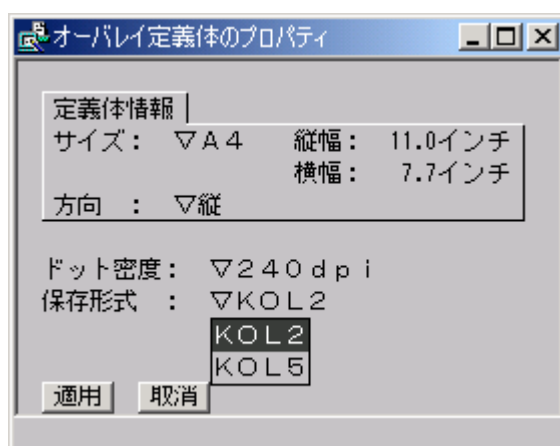 オーバレイ定義体のプロパティ
定義体情報
サイズ： ▽Ａ４ 縦幅： 11.0インチ
横幅： 7.7インチ
方向 ： ▽縦
ドット密度： ▽２４０ｄｐｉ
保存形式 ： ▽ＫＯＬ２
ＫＯＬ２
ＫＯＬ５
適用 取消